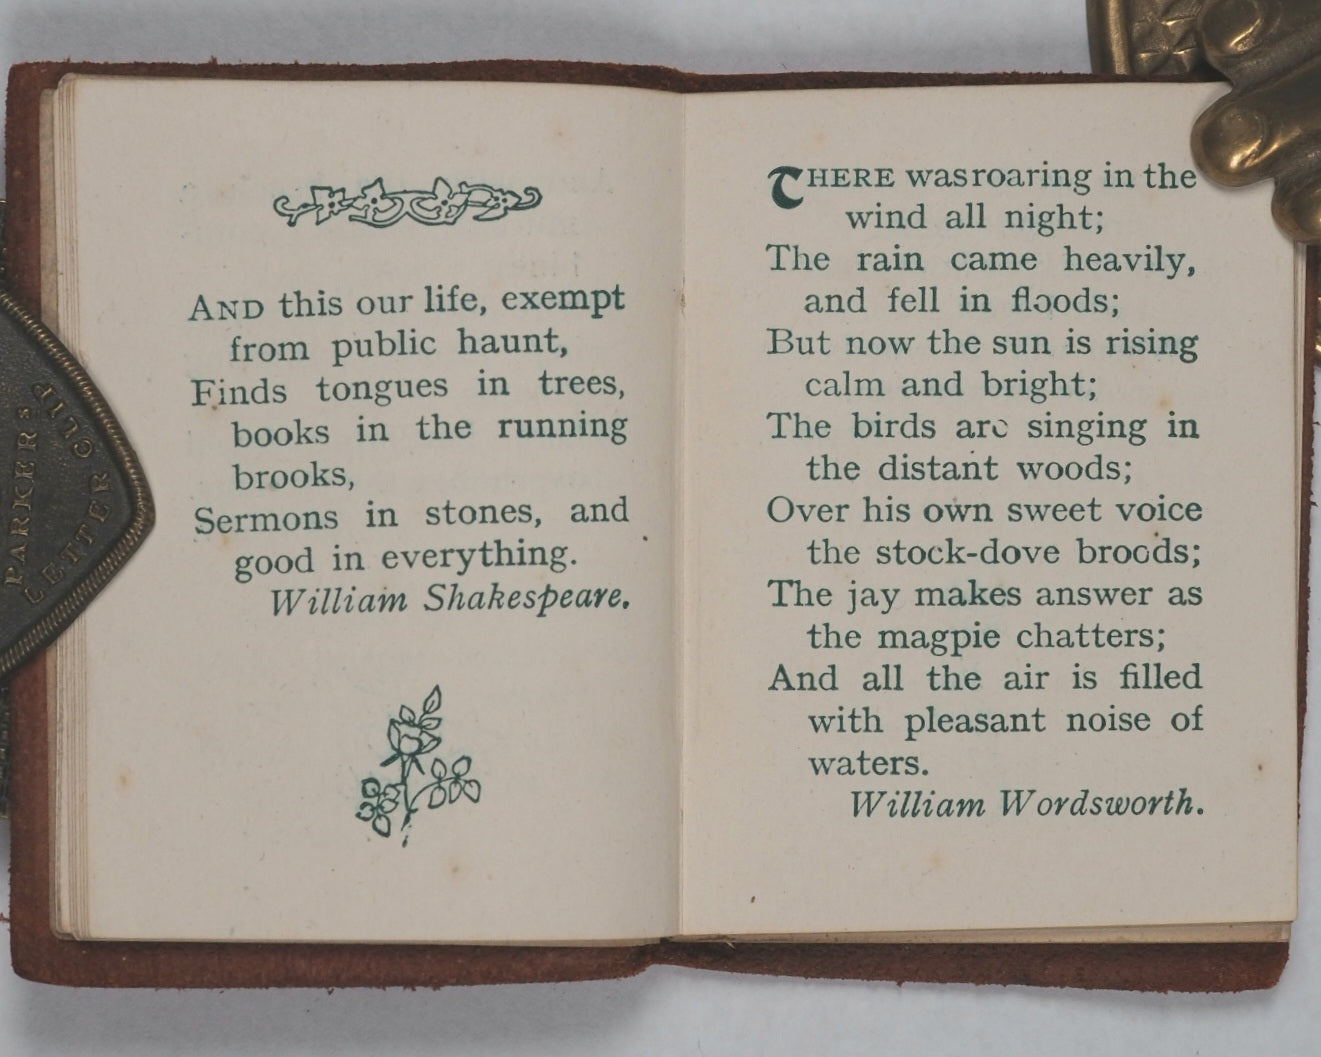 AND this our life, exempt
from public haunt,
Finds tongues in trees,
books in the running
brooks,
Sermons in stones, and
good in everything.
William Shakespeare.
THERE was roaring in the
wind all night;
The rain came heavily,
and fell in floods;
But now the sun is rising
calm and bright;
The birds are singing in
the distant woods;
Over his own sweet voice
the stock-dove broods;
The jay makes answer as
the magpie chatters;
And all the air is filled
with pleasant noise of
waters.
William Wordsworth.
PARKERS
LETTER CLIP